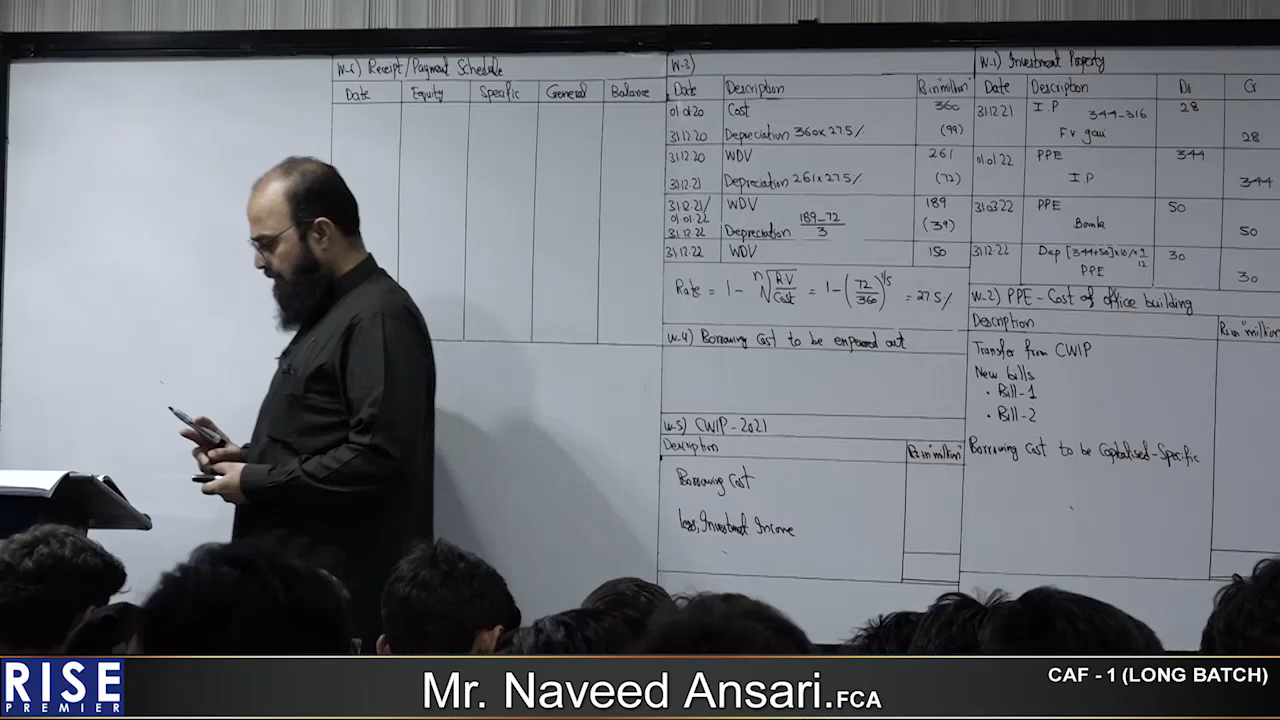 W-6) Receipt/Payment Schedule
Date Equity Specific General Balance
W-3)
Date Description Rs in "million"
01.01.20 Cost 360
31.12.20 Depreciation 360x27.5% (99)
31.12.20 WDV 261
31.12.21 Depreciation 261x27.5% (72)
31.12.21/ WDV 189
01.01.22
31.12.22 Depreciation 189-72 / 3 (39)
31.12.22 WDV 150
Rate = 1 - n√RV/Cost = 1-(72/360)^1/5 = 27.5%
W-4) Borrowing Cost to be expensed out
W-5) CWIP-2021
Description Rs in "million"
Borrowing Cost
Less, Investment Income
W-1) Investment Property
Date Description Dr Cr
31.12.21 I.P 344-316 28
F.V gain 28
01.01.22 PPE 344
I.P 344
31.03.22 PPE 50
Bank 50
31.12.22 Dep [344+50]x10%x9/12 30
PPE 30
W-2) PPE - Cost of office building
Description Rs in "million"
Transfer from CWIP
New bills
• Bill-1
• Bill-2
Borrowing Cost to be Capitalised-Specific
RISE
PREMIER
Mr. Naveed Ansari.FCA
CAF - 1 (LONG BATCH)